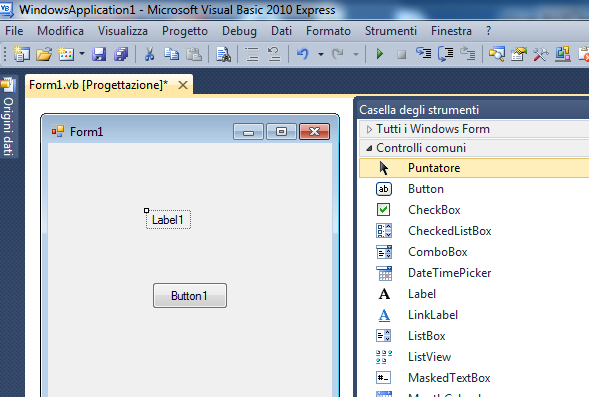 WindowsApplication1 - Microsoft Visual Basic 2010 Express
File Modifica Visualizza Progetto Debug Dati Formato Strumenti Finestra ?
Form1.vb [Progettazione]*
Origini dati
Form1
Label1
Button1
Casella degli strumenti
Tutti i Windows Form
Controlli comuni
Puntatore
Button
CheckBox
CheckedListBox
ComboBox
DateTimePicker
Label
LinkLabel
ListBox
ListView
MaskedTextBox